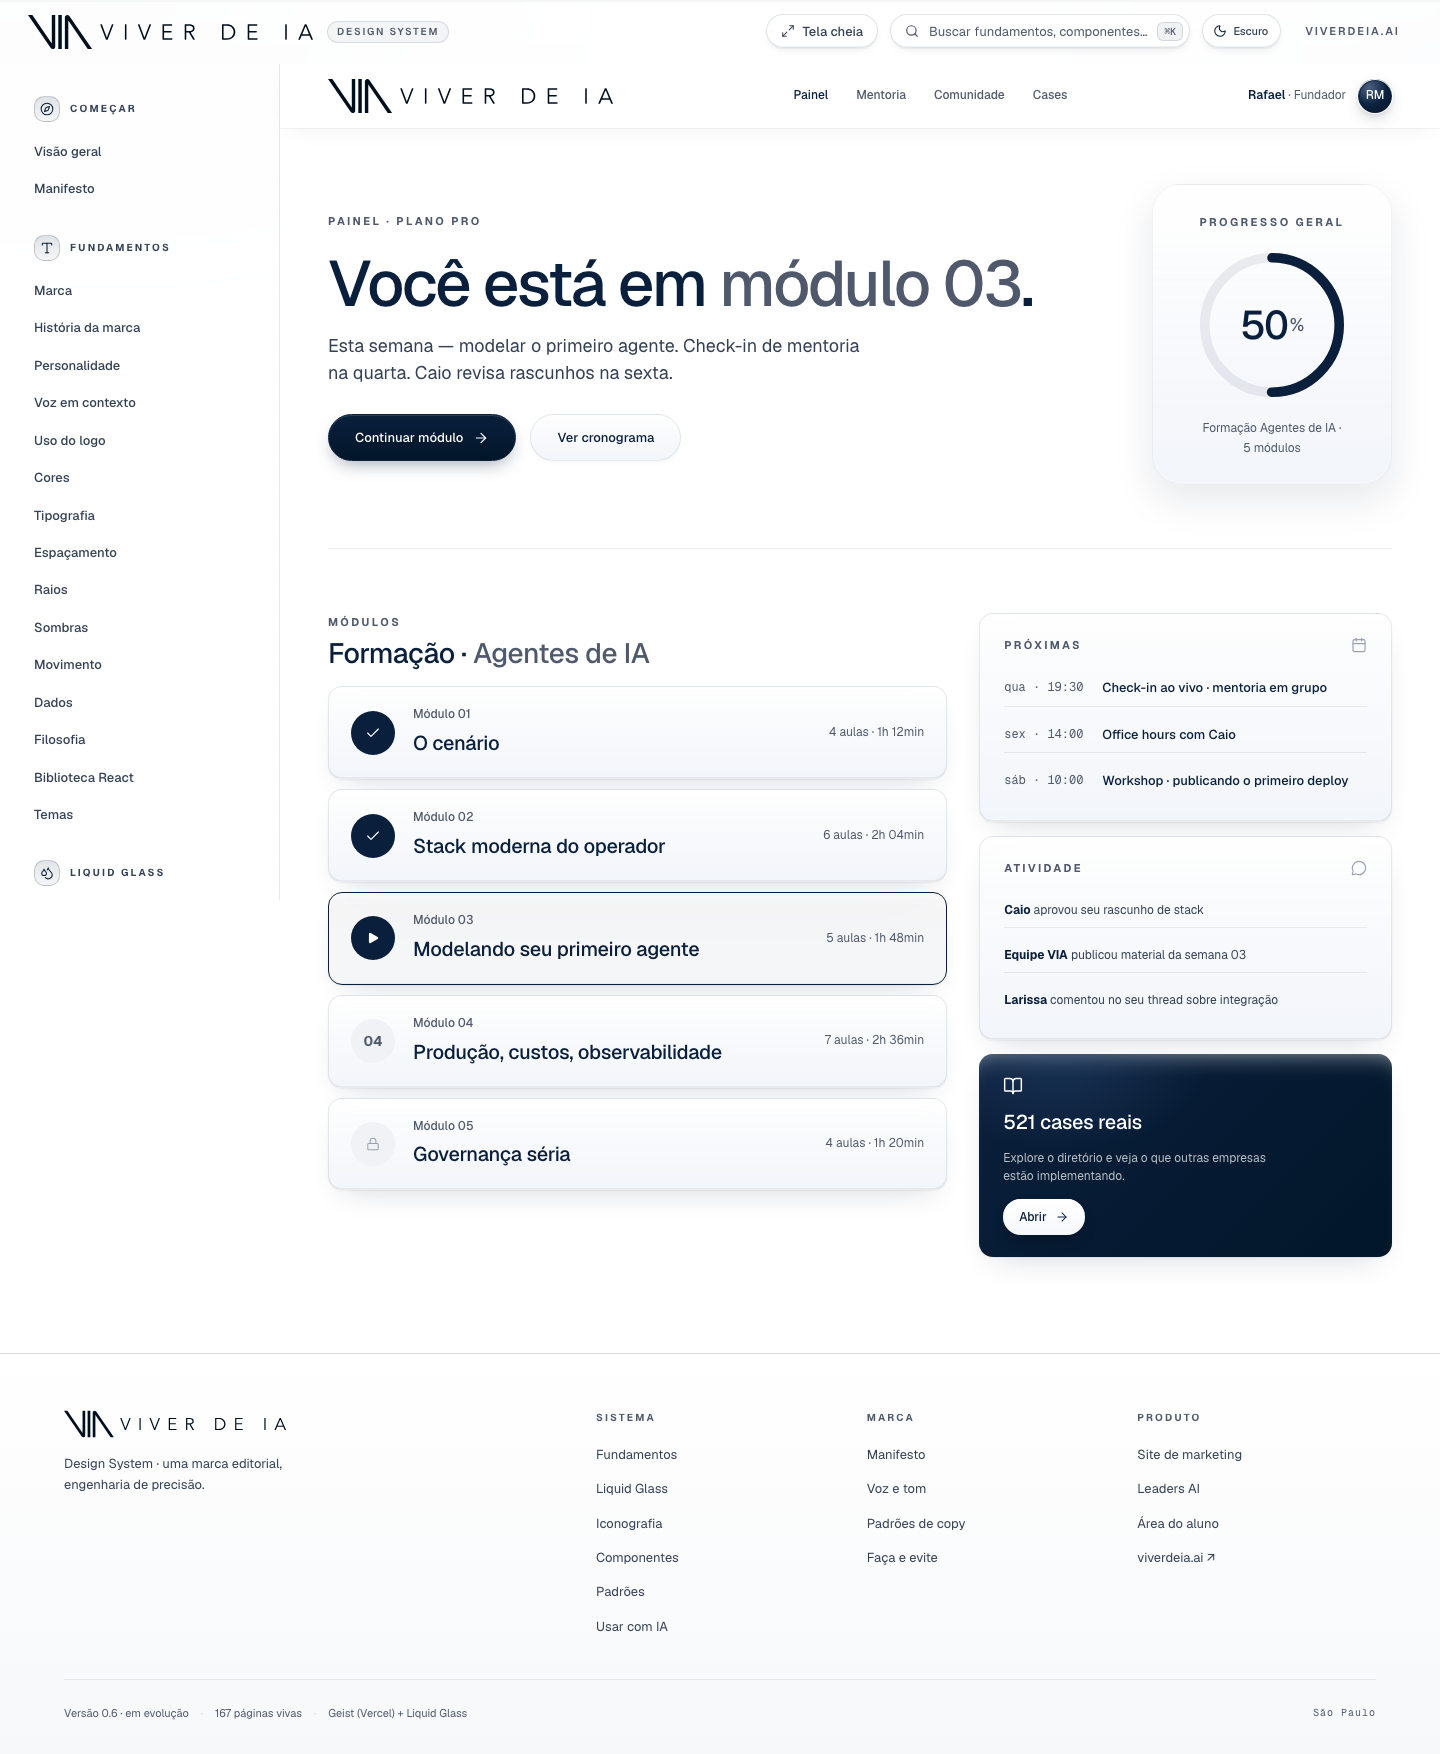 VIVER DE IA
DESIGN SYSTEM
Tela cheia
Buscar fundamentos, componentes...
⌘K
Escuro
VIVERDEIA.AI
COMEÇAR
Visão geral
Manifesto
FUNDAMENTOS
Marca
História da marca
Personalidade
Voz em contexto
Uso do logo
Cores
Tipografia
Espaçamento
Raios
Sombras
Movimento
Dados
Filosofia
Biblioteca React
Temas
LIQUID GLASS
VIVER DE IA
Painel
Mentoria
Comunidade
Cases
Rafael · Fundador
RM
PAINEL · PLANO PRO
Você está em módulo 03.
Esta semana — modelar o primeiro agente. Check-in de mentoria
na quarta. Caio revisa rascunhos na sexta.
Continuar módulo →
Ver cronograma
PROGRESSO GERAL
50%
Formação Agentes de IA ·
5 módulos
MÓDULOS
Formação · Agentes de IA
Módulo 01
O cenário
4 aulas · 1h 12min
Módulo 02
Stack moderna do operador
6 aulas · 2h 04min
Módulo 03
Modelando seu primeiro agente
5 aulas · 1h 48min
04
Módulo 04
Produção, custos, observabilidade
7 aulas · 2h 36min
Módulo 05
Governança séria
4 aulas · 1h 20min
PRÓXIMAS
qua · 19:30 Check-in ao vivo · mentoria em grupo
sex · 14:00 Office hours com Caio
sáb · 10:00 Workshop · publicando o primeiro deploy
ATIVIDADE
Caio aprovou seu rascunho de stack
Equipe VIA publicou material da semana 03
Larissa comentou no seu thread sobre integração
521 cases reais
Explore o diretório e veja o que outras empresas
estão implementando.
Abrir →
VIVER DE IA
Design System · uma marca editorial,
engenharia de precisão.
SISTEMA
Fundamentos
Liquid Glass
Iconografia
Componentes
Padrões
Usar com IA
MARCA
Manifesto
Voz e tom
Padrões de copy
Faça e evite
PRODUTO
Site de marketing
Leaders AI
Área do aluno
viverdeia.ai ↗
Versão 0.6 · em evolução · 167 páginas vivas · Geist (Vercel) + Liquid Glass
São Paulo